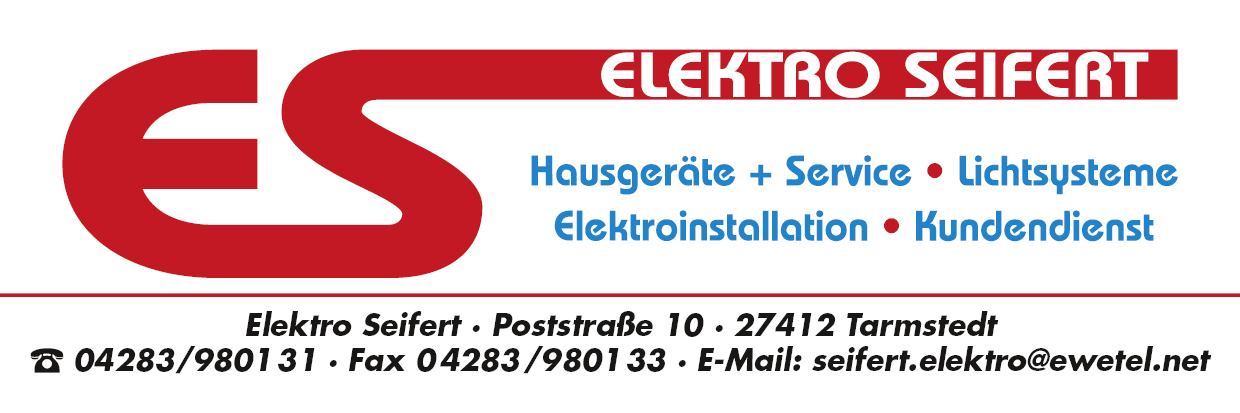 ES
ELEKTRO SEIFERT
Hausgeräte + Service • Lichtsysteme
Elektroinstallation • Kundendienst
Elektro Seifert · Poststraße 10 · 27412 Tarmstedt
☎ 04283/980131 · Fax 04283/980133 · E-Mail: seifert.elektro@ewetel.net